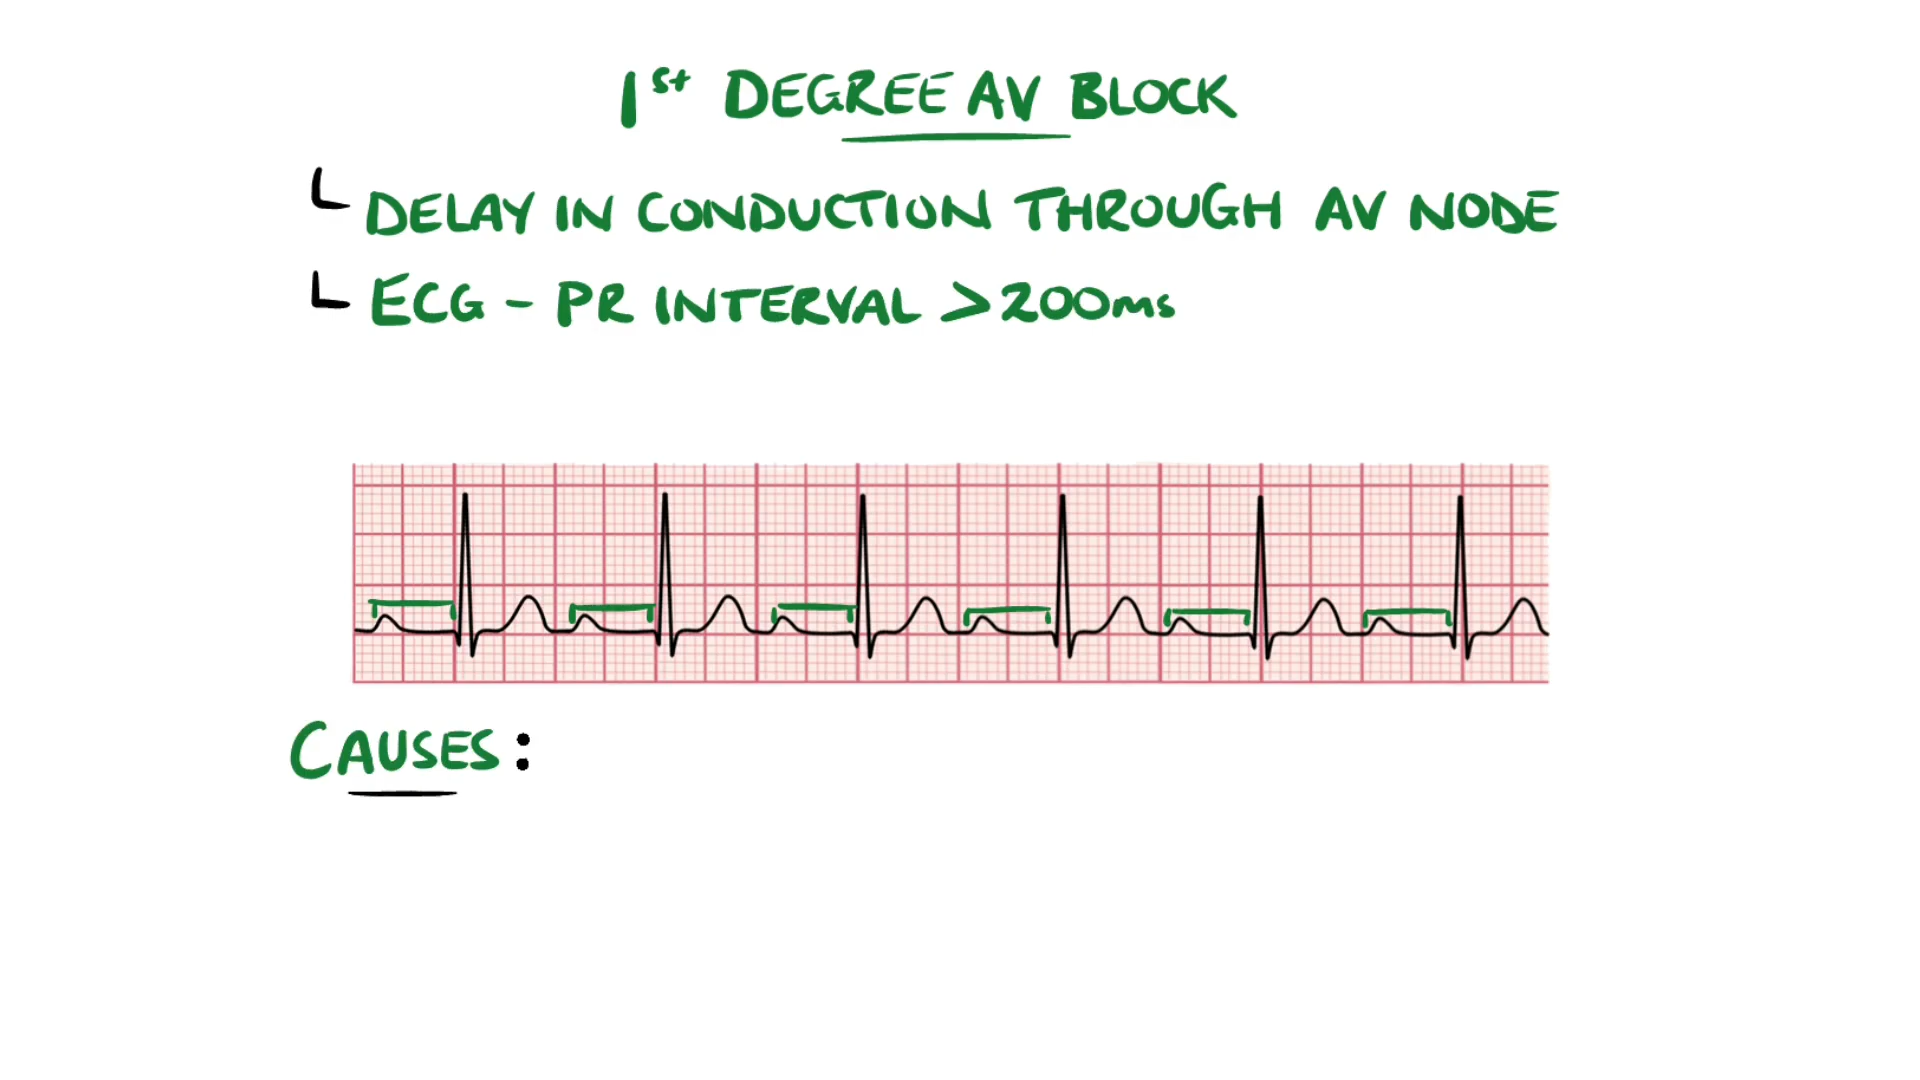 1st DEGREE AV BLOCK
DELAY IN CONDUCTION THROUGH AV NODE
ECG - PR INTERVAL >200ms
CAUSES: